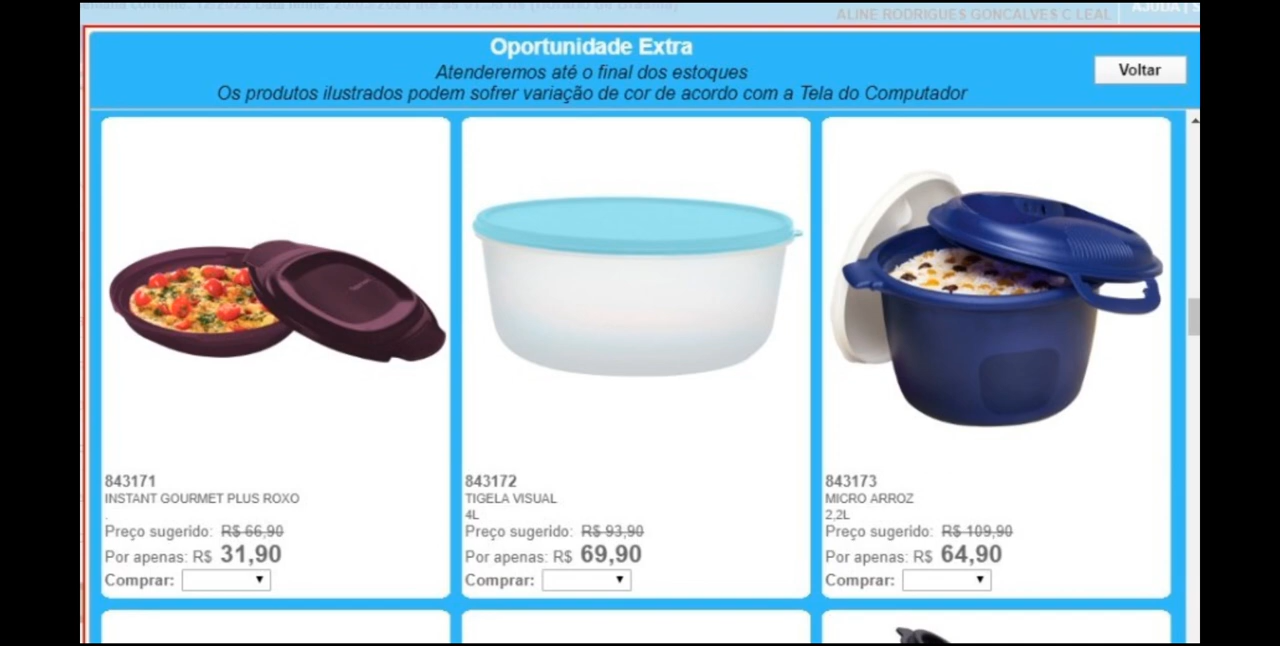 ALINE RODRIGUES GONCALVES C LEAL
Oportunidade Extra
Atenderemos até o final dos estoques
Os produtos ilustrados podem sofrer variação de cor de acordo com a Tela do Computador
Voltar
843171
INSTANT GOURMET PLUS ROXO
.
Preço sugerido: R$ 66,90
Por apenas: R$ 31,90
Comprar:
843172
TIGELA VISUAL
4L
Preço sugerido: R$ 93,90
Por apenas: R$ 69,90
Comprar:
843173
MICRO ARROZ
2,2L
Preço sugerido: R$ 109,90
Por apenas: R$ 64,90
Comprar: